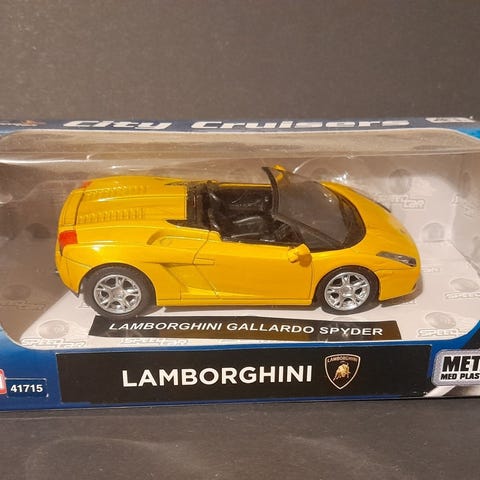 City Cruisers
LAMBORGHINI GALLARDO SPYDER
LAMBORGHINI
LAMBORGHINI
41715
MET
MED PLAS